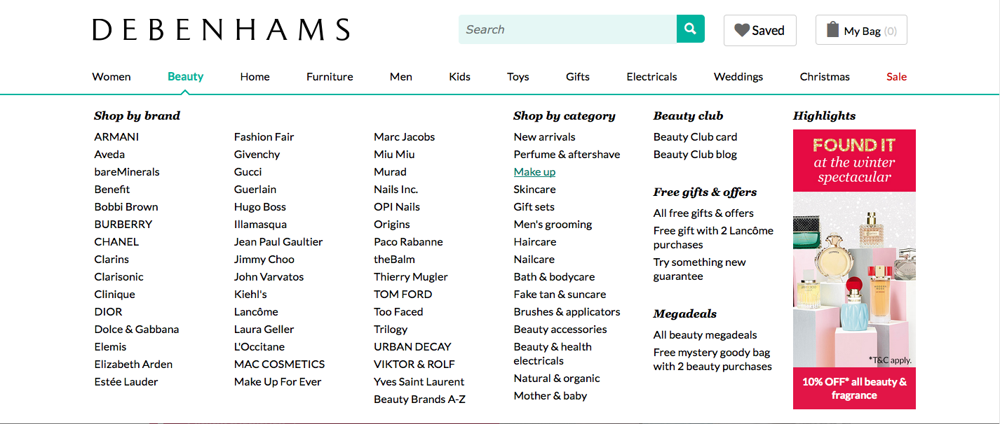 DEBENHAMS
Search
Saved
My Bag (0)
Women
Beauty
Home
Furniture
Men
Kids
Toys
Gifts
Electricals
Weddings
Christmas
Sale
Shop by brand
ARMANI
Aveda
bareMinerals
Benefit
Bobbi Brown
BURBERRY
CHANEL
Clarins
Clarisonic
Clinique
DIOR
Dolce & Gabbana
Elemis
Elizabeth Arden
Estée Lauder
Fashion Fair
Givenchy
Gucci
Guerlain
Hugo Boss
Illamasqua
Jean Paul Gaultier
Jimmy Choo
John Varvatos
Kiehl's
Lancôme
Laura Geller
L'Occitane
MAC COSMETICS
Make Up For Ever
Marc Jacobs
Miu Miu
Murad
Nails Inc.
OPI Nails
Origins
Paco Rabanne
theBalm
Thierry Mugler
TOM FORD
Too Faced
Trilogy
URBAN DECAY
VIKTOR & ROLF
Yves Saint Laurent
Beauty Brands A-Z
Shop by category
New arrivals
Perfume & aftershave
Make up
Skincare
Gift sets
Men's grooming
Haircare
Nailcare
Bath & bodycare
Fake tan & suncare
Brushes & applicators
Beauty accessories
Beauty & health
electricals
Natural & organic
Mother & baby
Beauty club
Beauty Club card
Beauty Club blog
Free gifts & offers
All free gifts & offers
Free gift with 2 Lancôme
purchases
Try something new
guarantee
Megadeals
All beauty megadeals
Free mystery goody bag
with 2 beauty purchases
Highlights
FOUND IT
at the winter
spectacular
*T&C apply.
10% OFF* all beauty &
fragrance